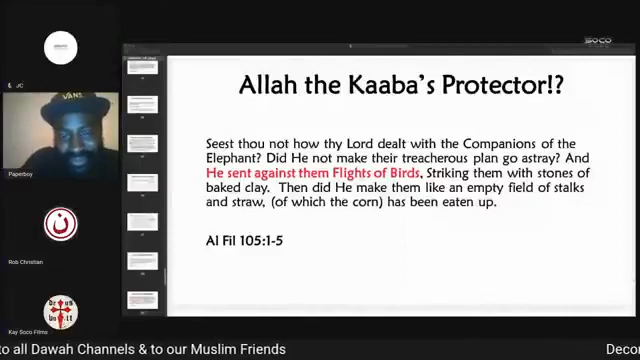 SOCO
JC
VANS
Allah the Kaaba's Protector!?
Paperboy
Seest thou not how thy Lord dealt with the Companions of the
Elephant? Did He not make their treacherous plan go astray? And
He sent against them Flights of Birds, Striking them with stones of
baked clay. Then did He make them like an empty field of stalks
and straw, (of which the corn) has been eaten up.
Al Fil 105:1-5
Rob Christian
Kay Soco Films
to all Dawah Channels & to our Muslim Friends
Decor